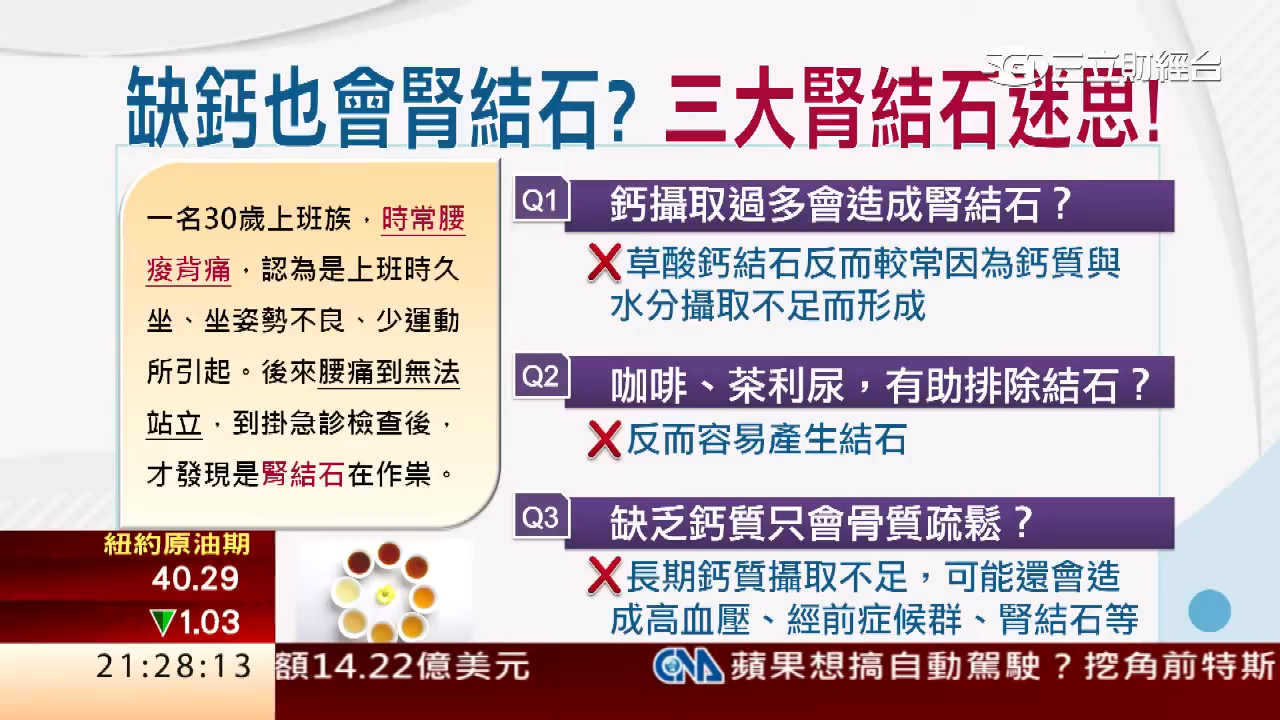 缺鈣也會腎結石? 三大腎結石迷思!
SET 三立財經台
一名30歲上班族，時常腰
痠背痛，認為是上班時久
坐、坐姿勢不良、少運動
所引起。後來腰痛到無法
站立，到掛急診檢查後，
才發現是腎結石在作祟。
Q1 鈣攝取過多會造成腎結石？
草酸鈣結石反而較常因為鈣質與
水分攝取不足而形成
Q2 咖啡、茶利尿，有助排除結石？
反而容易產生結石
Q3 缺乏鈣質只會骨質疏鬆？
長期鈣質攝取不足，可能還會造
成高血壓、經前症候群、腎結石等
紐約原油期
40.29
▼1.03
21:28:13
額14.22億美元 CNA 蘋果想搞自動駕駛？挖角前特斯